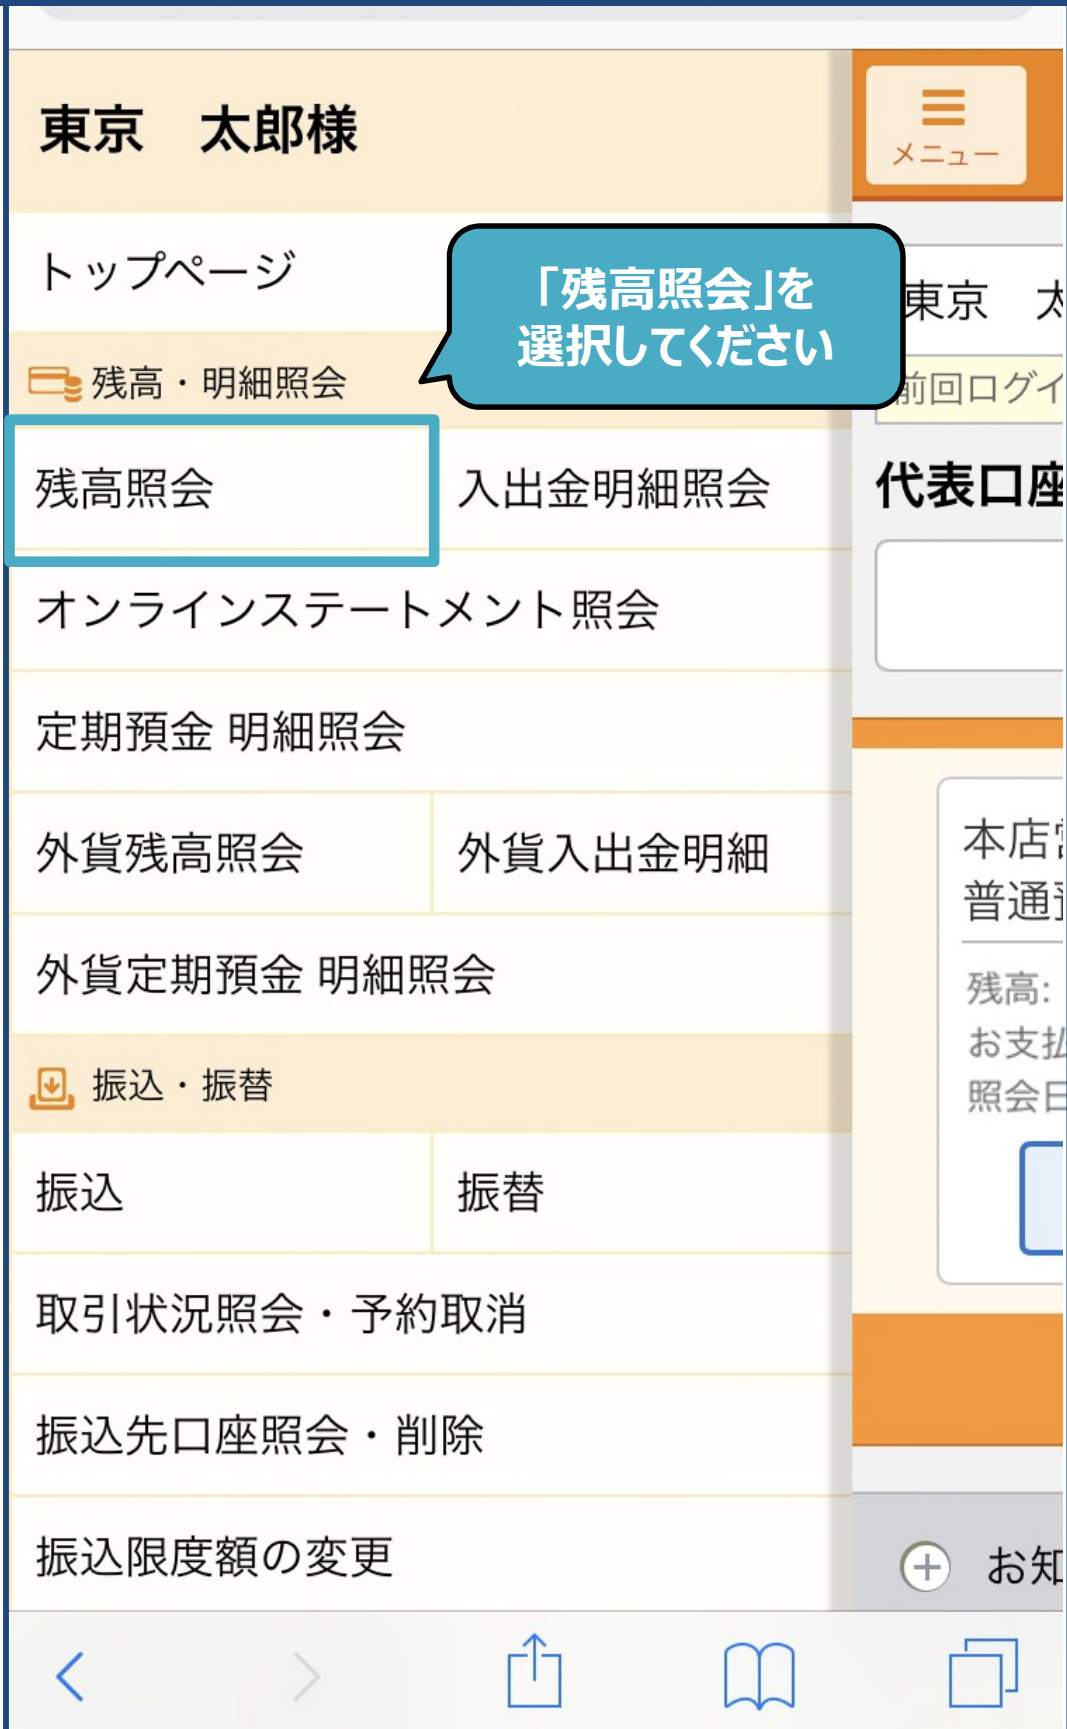 東京　太郎様
メニュー
トップページ
「残高照会」を
選択してください
東京　太
残高・明細照会
前回ログイ
残高照会
入出金明細照会
代表口座
オンラインステートメント照会
定期預金 明細照会
外貨残高照会
外貨入出金明細
本店
普通
外貨定期預金 明細照会
残高:
お支払
照会日
振込・振替
振込
振替
取引状況照会・予約取消
振込先口座照会・削除
振込限度額の変更
お知